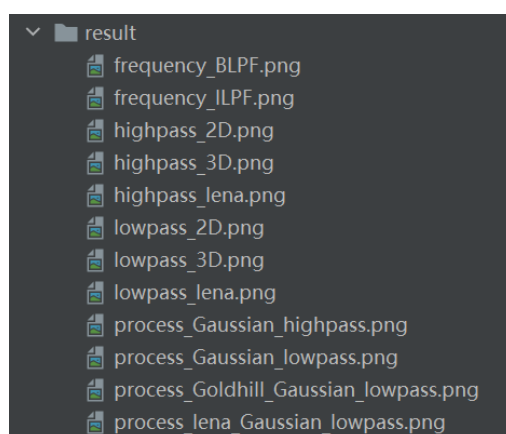 result
frequency_BLPF.png
frequency_ILPF.png
highpass_2D.png
highpass_3D.png
highpass_lena.png
lowpass_2D.png
lowpass_3D.png
lowpass_lena.png
process_Gaussian_highpass.png
process_Gaussian_lowpass.png
process_Goldhill_Gaussian_lowpass.png
process_lena_Gaussian_lowpass.png